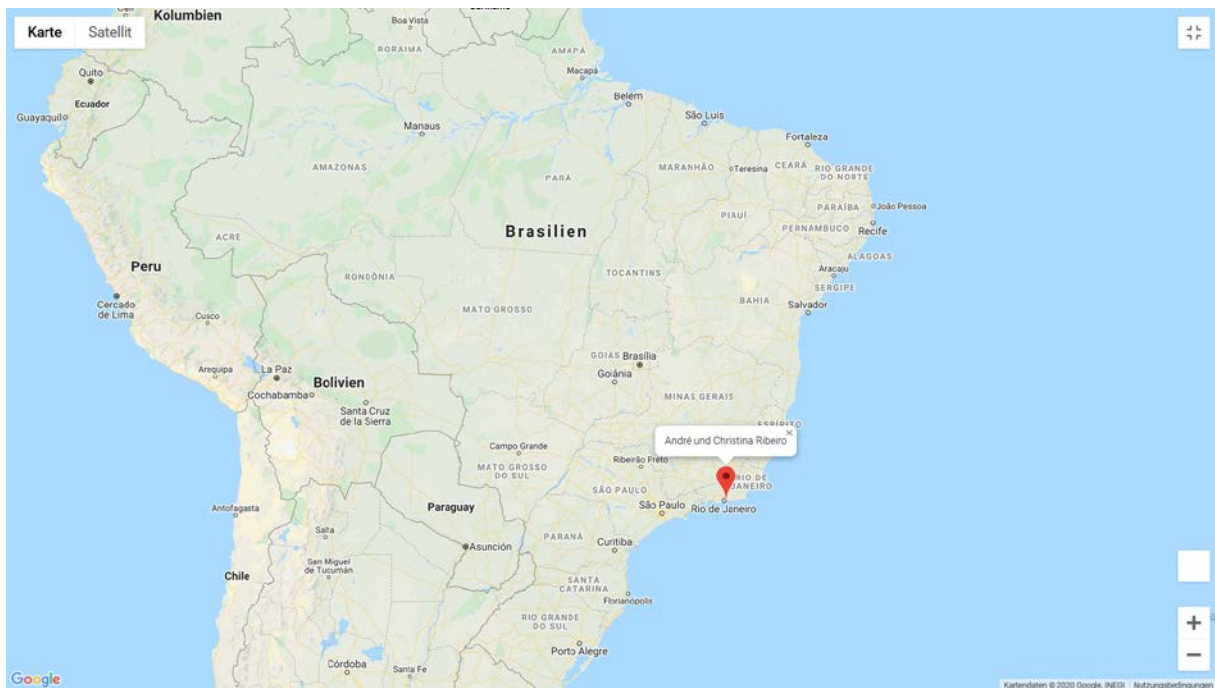 Kolumbien
Boa Vista
Karte Satellit
RORAIMA
AMAPÁ
Macapá
Quito
Ecuador
Guayaquil
Belém
São Luis
Manaus
Fortaleza
AMAZONAS
PARÁ
MARANHÃO
Teresina
CEARÁ
RIO GRANDE
DO NORTE
PARAÍBA
João Pessoa
PIAUÍ
PERNAMBUCO
Recife
Brasilien
ACRE
ALAGOAS
Peru
RONDÔNIA
TOCANTINS
Aracaju
SERGIPE
Cercado
de Lima
Cusco
MATO GROSSO
BAHIA
Salvador
GOIÁS
Brasília
Arequipa
La Paz
Goiânia
Bolivien
Cochabamba
MINAS GERAIS
Santa Cruz
de la Sierra
ESPÍRITO
André und Christina Ribeiro
Campo Grande
Ribeirão Preto
MATO GROSSO
DO SUL
RIO DE
JANEIRO
SÃO PAULO
São Paulo
Rio de Janeiro
Antofagasta
Paraguay
Salta
PARANÁ
Curitiba
Asunción
San Miguel
de Tucumán
Chile
SANTA
CATARINA
Florianópolis
RIO GRANDE
DO SUL
Porto Alegre
Córdoba
Santa Fe
Google
Kartendaten © 2020 Google, INEGI
Nutzungsbedingungen